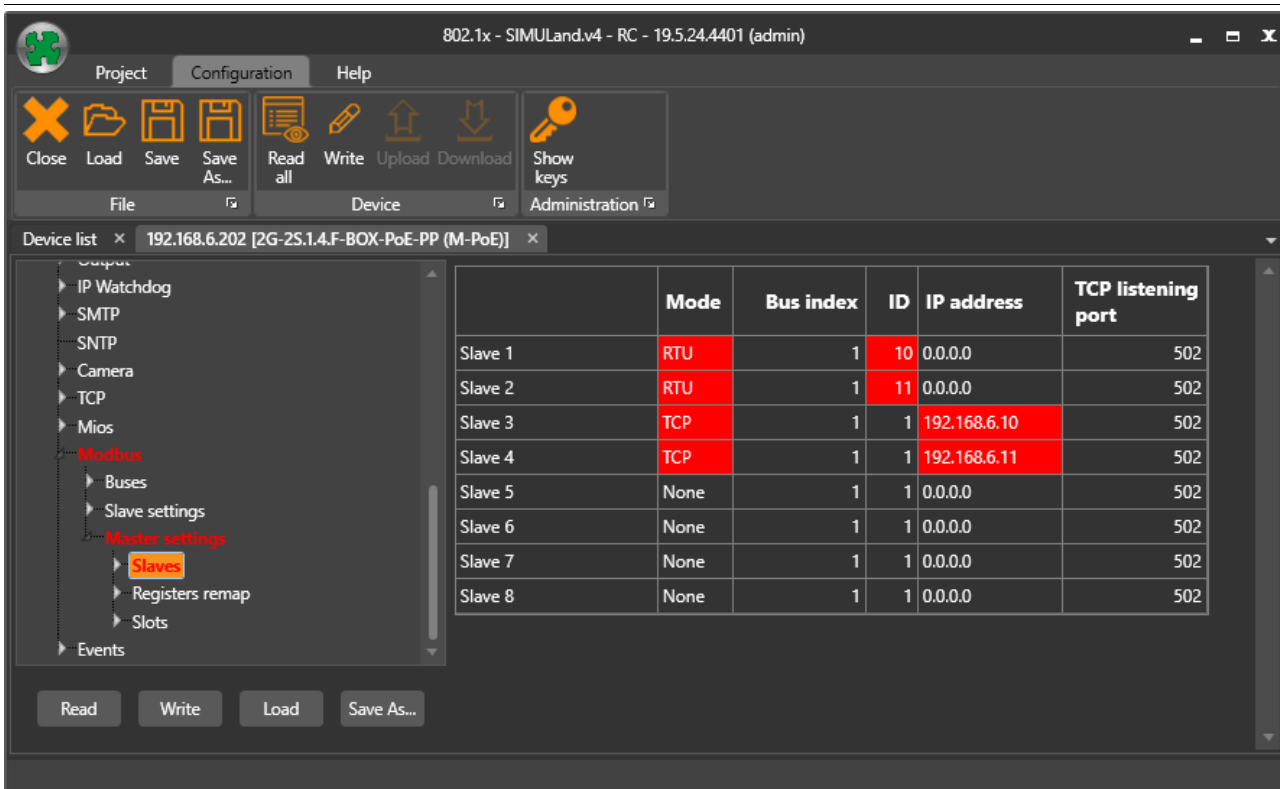 802.1x - SIMULand.v4 - RC - 19.5.24.4401 (admin)
Project Configuration Help
Close Load Save Save As... Read all Write Upload Download Show keys
File Device Administration
Device list × 192.168.6.202 [2G-2S.1.4.F-BOX-PoE-PP (M-PoE)] ×
Output
IP Watchdog
SMTP
SNTP
Camera
TCP
Mios
Modbus
Buses
Slave settings
Master settings
Slaves
Registers remap
Slots
Events
Mode Bus index ID IP address TCP listening port
Slave 1 RTU 1 10 0.0.0.0 502
Slave 2 RTU 1 11 0.0.0.0 502
Slave 3 TCP 1 1 192.168.6.10 502
Slave 4 TCP 1 1 192.168.6.11 502
Slave 5 None 1 1 0.0.0.0 502
Slave 6 None 1 1 0.0.0.0 502
Slave 7 None 1 1 0.0.0.0 502
Slave 8 None 1 1 0.0.0.0 502
Read Write Load Save As...